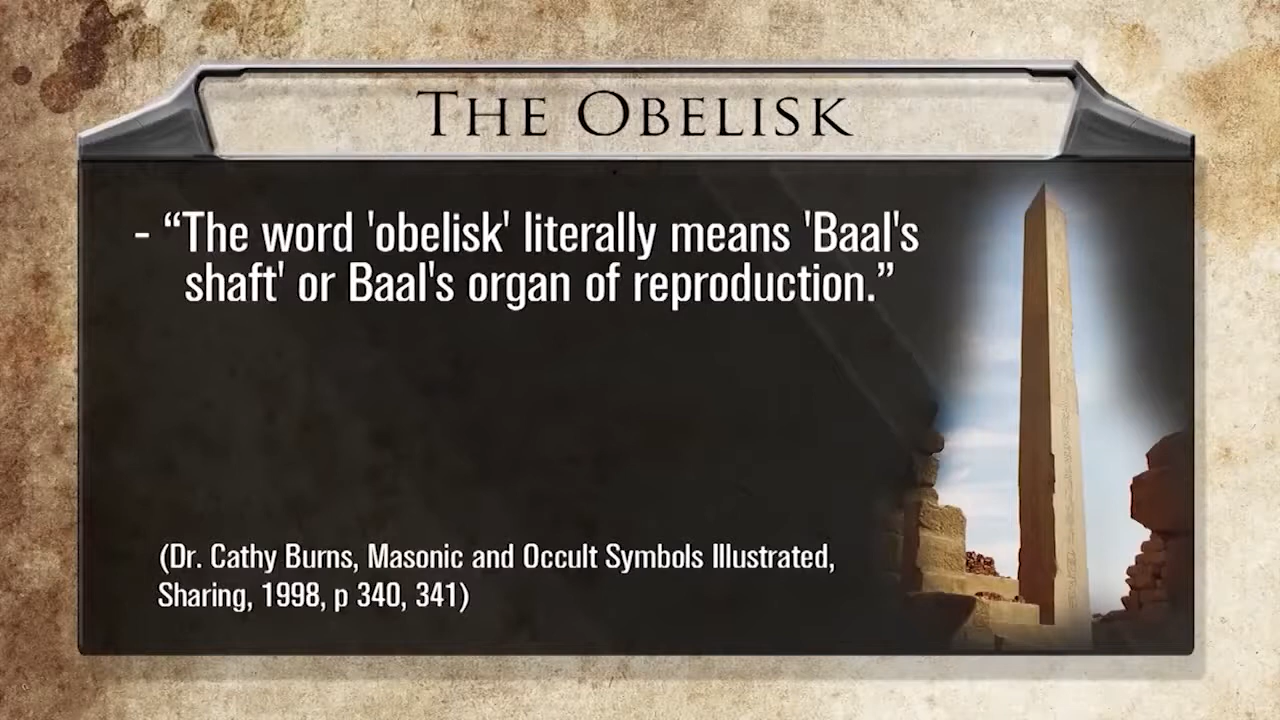 THE OBELISK
- “The word 'obelisk' literally means 'Baal's
shaft' or Baal's organ of reproduction.”
(Dr. Cathy Burns, Masonic and Occult Symbols Illustrated,
Sharing, 1998, p 340, 341)